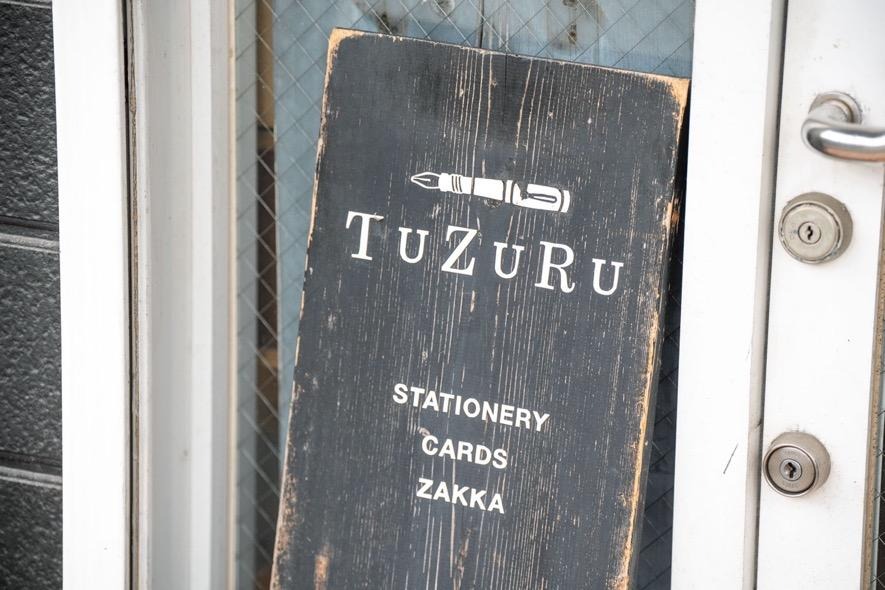 TuZuRu
STATIONERY
CARDS
ZAKKA